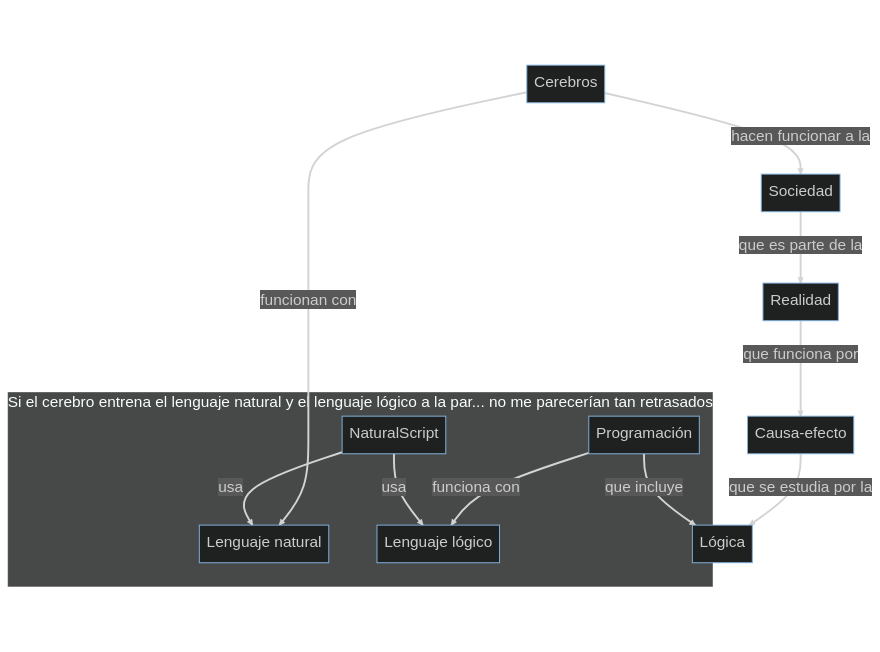 Cerebros
hacen funcionar a la
Sociedad
que es parte de la
Realidad
funcionan con
que funciona por
Si el cerebro entrena el lenguaje natural y el lenguaje lógico a la par... no me parecerían tan retrasados
NaturalScript
Programación
Causa-efecto
usa
usa
funciona con
que incluye
que se estudia por la
Lenguaje natural
Lenguaje lógico
Lógica